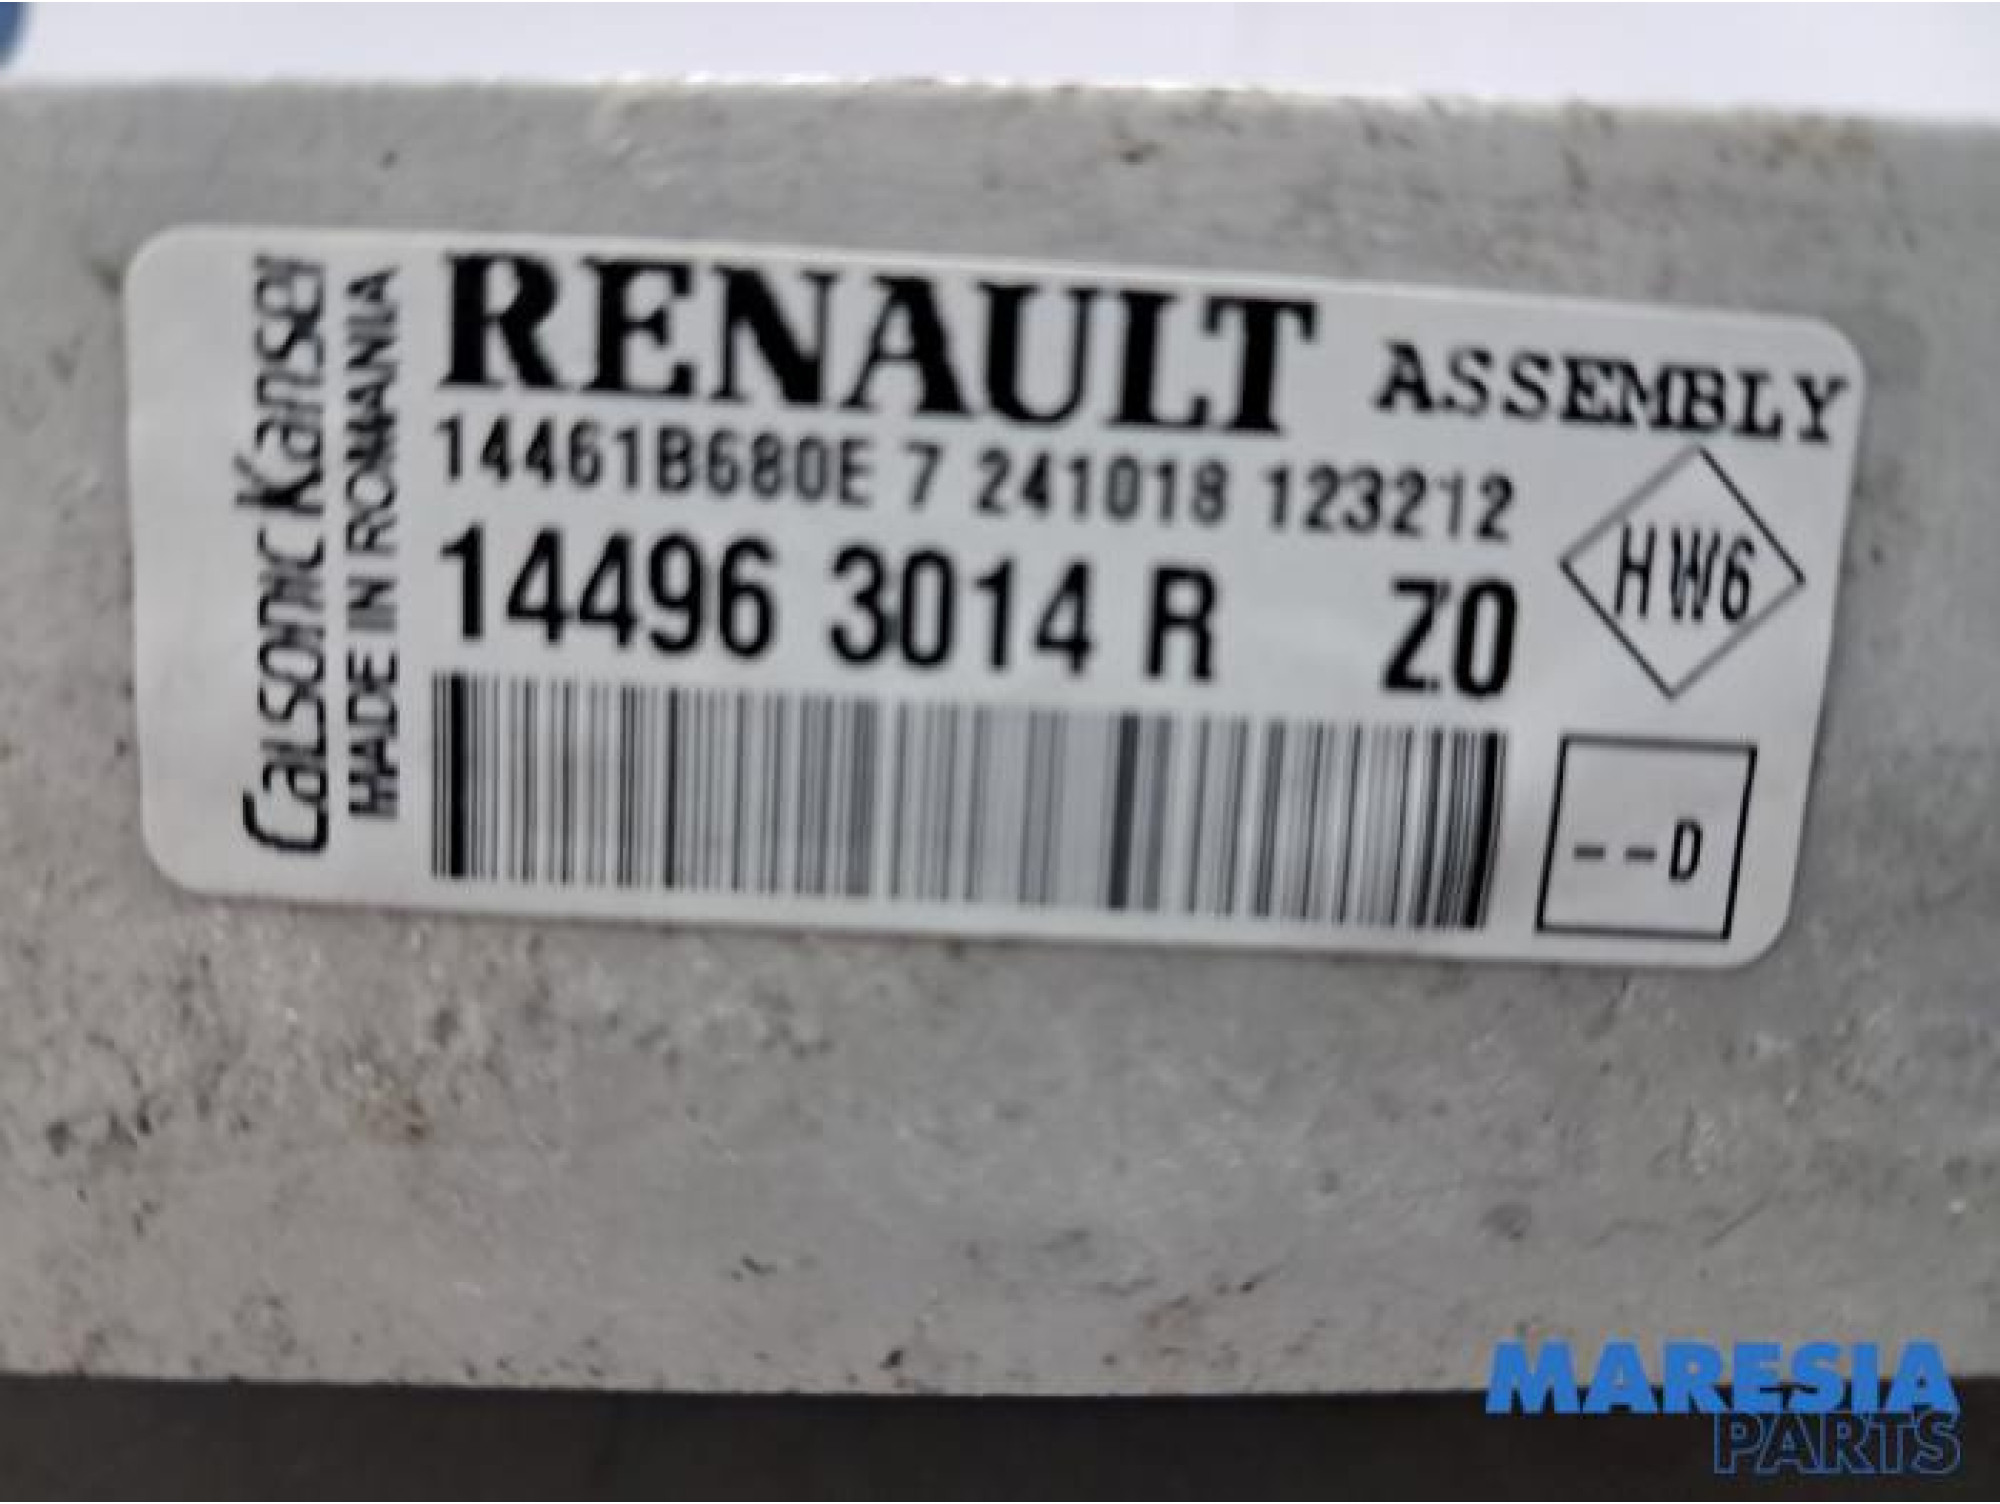 Calsonic Kansei
MADE IN ROMANIA
RENAULT ASSEMBLY
14461B680E 7 241018 123212
14496 3014 R Z0
HW6
--D
MARESIA
PARTS